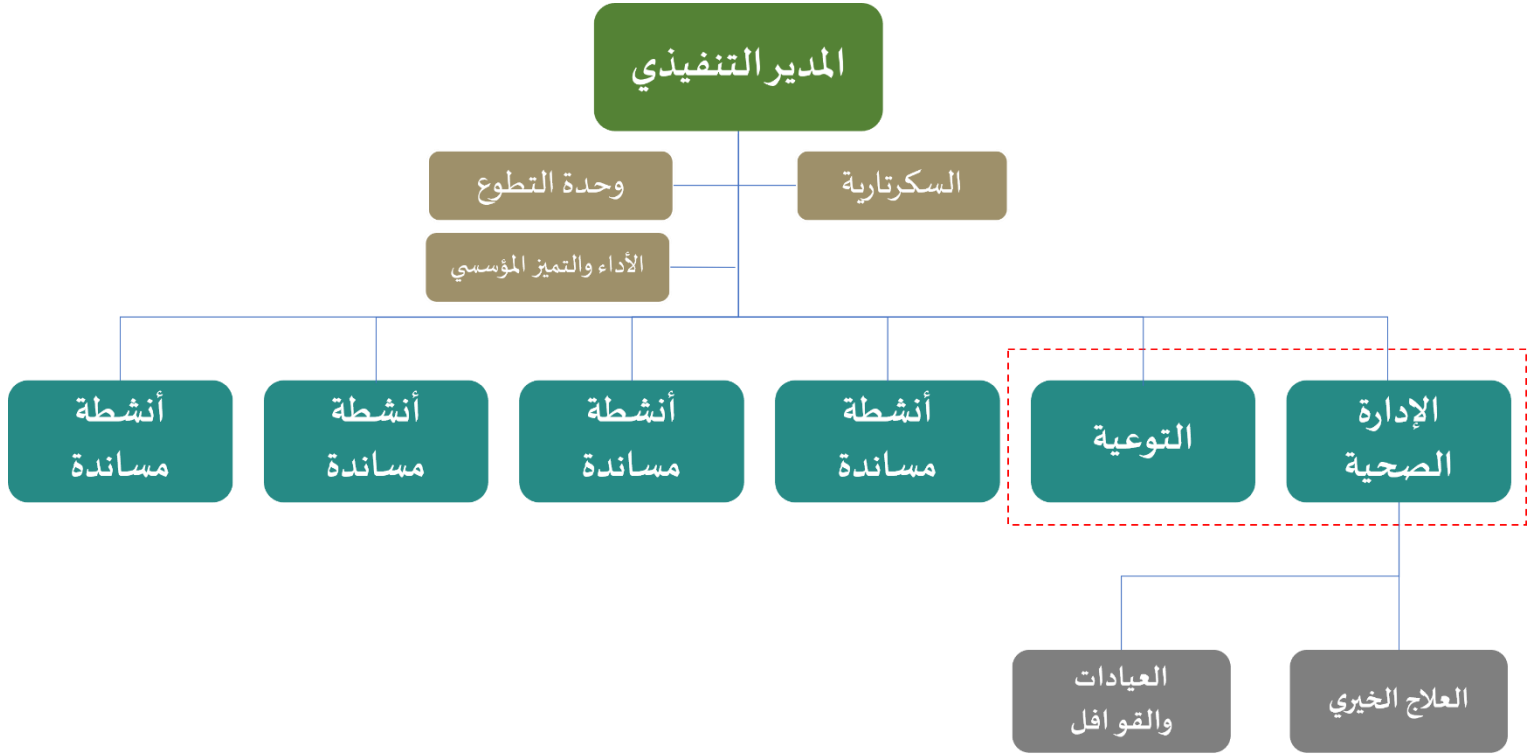 المدير التنفيذي
السكرتارية
وحدة التطوع
الأداء والتميز المؤسسي
الإدارة
الصحية
التوعية
أنشطة
مساندة
أنشطة
مساندة
أنشطة
مساندة
أنشطة
مساندة
العلاج الخيري
العيادات
والقوافل